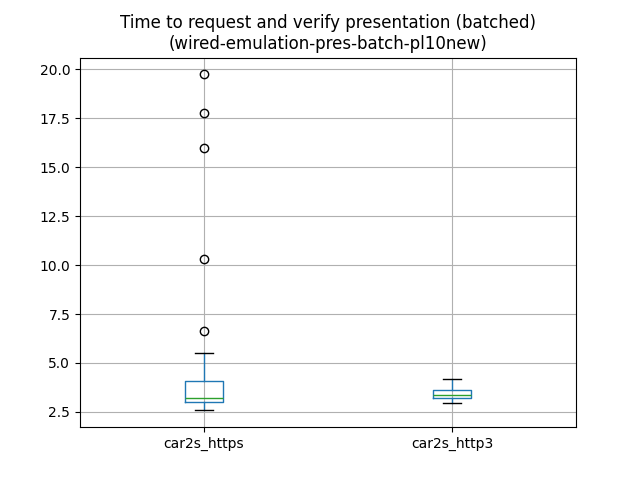 Time to request and verify presentation (batched)
(wired-emulation-pres-batch-pl10new)
20.0
17.5
15.0
12.5
10.0
7.5
5.0
2.5
car2s_https
car2s_http3